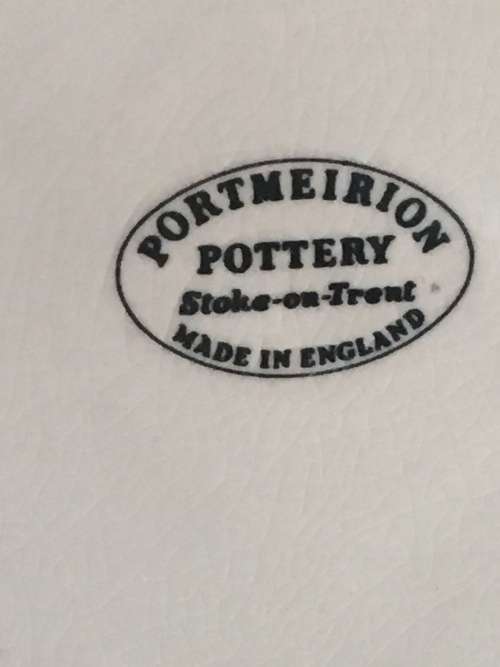 PORTMEIRION
POTTERY
Stoke-on-Trent
MADE IN ENGLAND